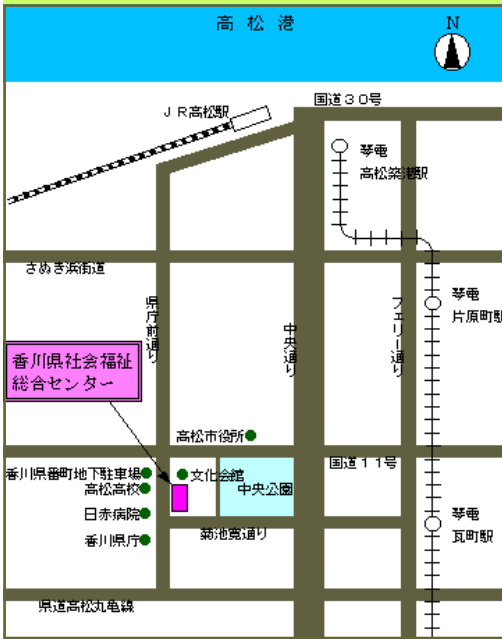 高松港
N
国道30号
JR高松駅
琴電
高松築港駅
さぬき浜街道
琴電
片原町駅
県庁前通り
中央通り
フェリー通り
香川県社会福祉
総合センター
高松市役所
国道11号
香川県番町地下駐車場
文化会館
中央公園
高松高校
日赤病院
菊池寛通り
琴電
瓦町駅
香川県庁
県道高松丸亀線